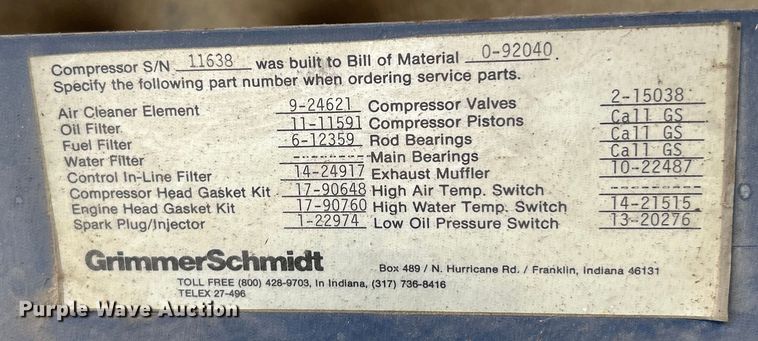 Compressor S/N 11638 was built to Bill of Material 0-92040.
Specify the following part number when ordering service parts.
Air Cleaner Element 9-24621 Compressor Valves 2-15038
Oil Filter 11-11591 Compressor Pistons Call GS
Fuel Filter 6-12359 Rod Bearings Call GS
Water Filter -------- Main Bearings Call GS
Control In-Line Filter 14-24917 Exhaust Muffler 10-22487
Compressor Head Gasket Kit 17-90648 High Air Temp. Switch --------
Engine Head Gasket Kit 17-90760 High Water Temp. Switch 14-21515
Spark Plug/Injector 1-22974 Low Oil Pressure Switch 13-20276
GrimmerSchmidt Box 489 / N. Hurricane Rd. / Franklin, Indiana 46131
TOLL FREE (800) 428-9703, In Indiana, (317) 736-8416
TELEX 27-496
Purple Wave Auction